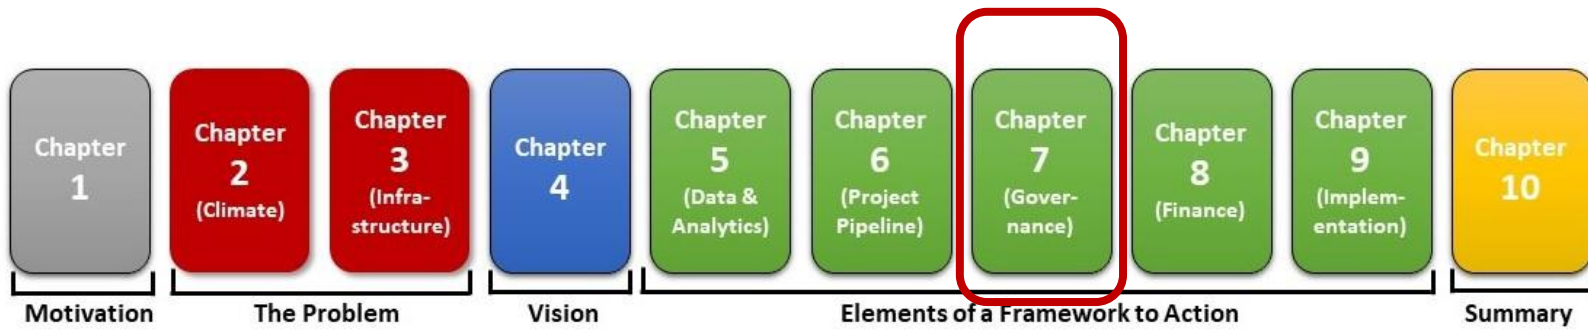 Chapter
1
Chapter
2
(Climate)
Chapter
3
(Infra-
structure)
Chapter
4
Chapter
5
(Data &
Analytics)
Chapter
6
(Project
Pipeline)
Chapter
7
(Gover-
nance)
Chapter
8
(Finance)
Chapter
9
(Implem-
entation)
Chapter
10
Motivation
The Problem
Vision
Elements of a Framework to Action
Summary